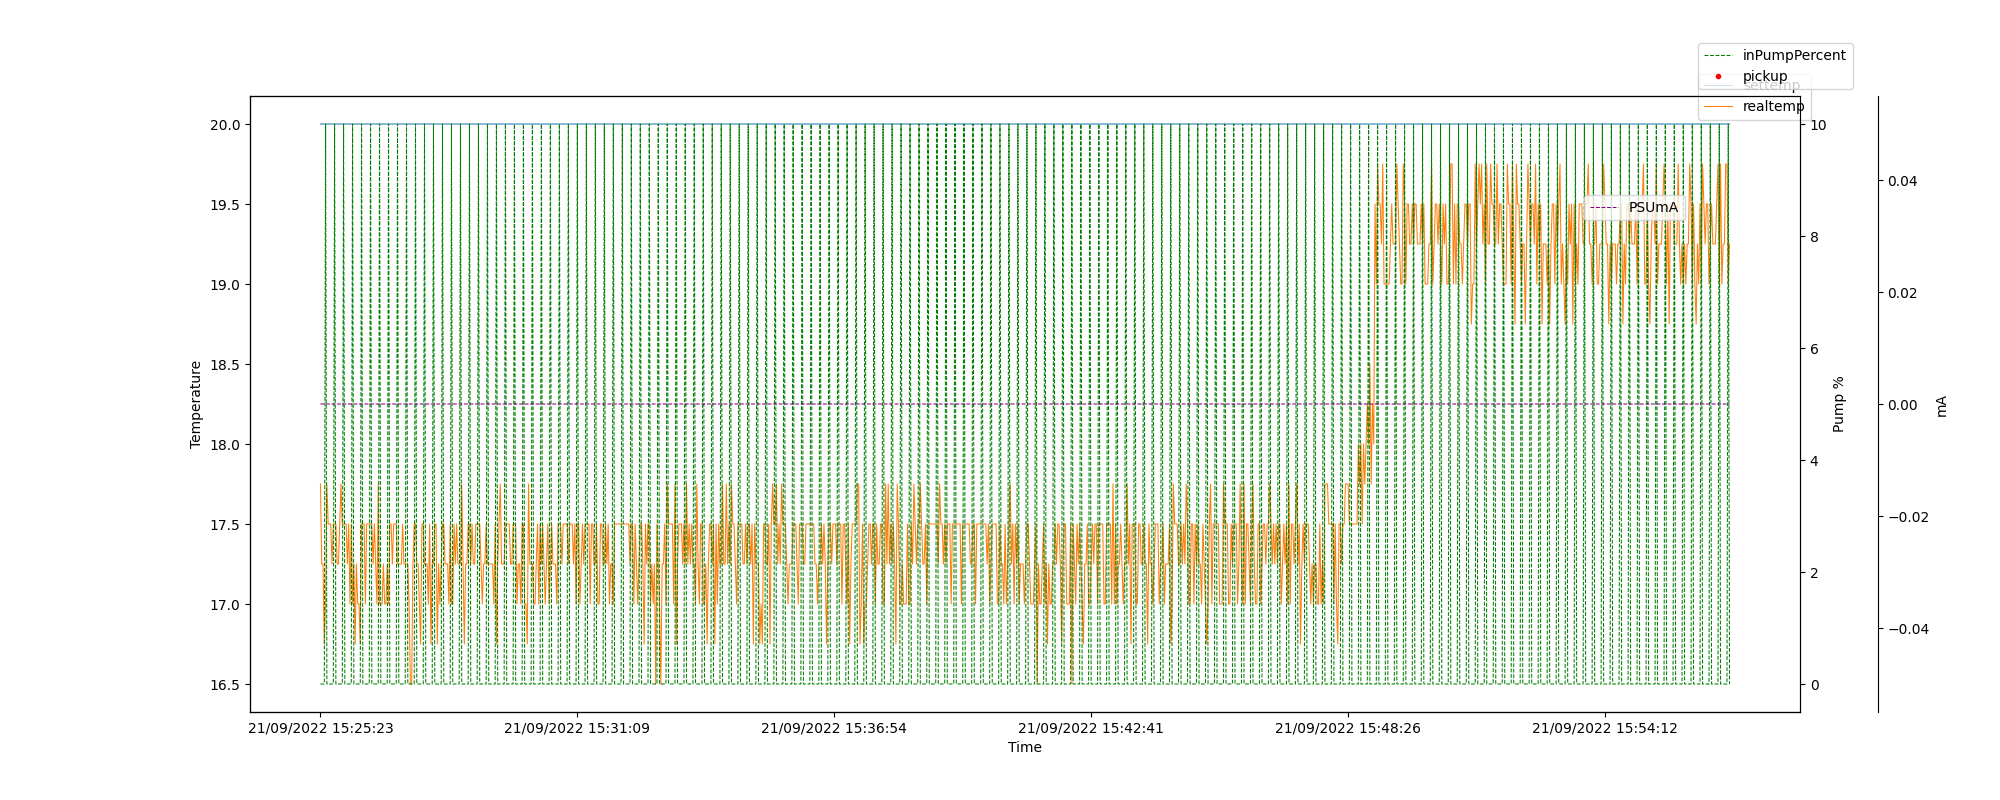 inPumpPercent
pickup
settemp
realtemp
PSUmA
20.0
19.5
19.0
18.5
18.0
17.5
17.0
16.5
Temperature
10
8
6
4
2
0
Pump %
0.04
0.02
0.00
−0.02
−0.04
mA
21/09/2022 15:25:23
21/09/2022 15:31:09
21/09/2022 15:36:54
21/09/2022 15:42:41
21/09/2022 15:48:26
21/09/2022 15:54:12
Time